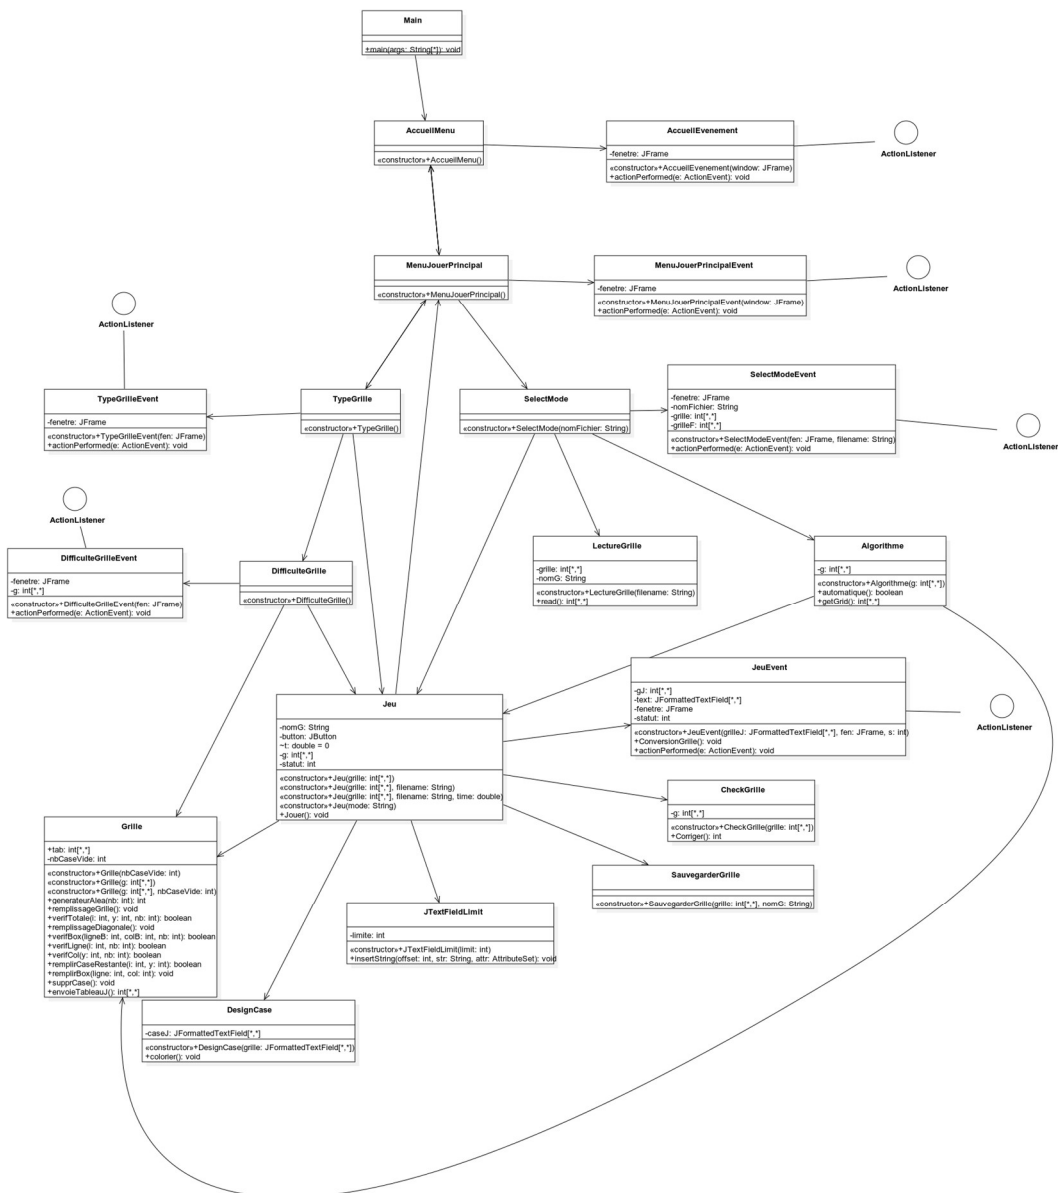 Main
+main(args: String[*]): void
AccueilMenu
«constructor»+AccueilMenu()
AccueilEvenement
-fenetre: JFrame
«constructor»+AccueilEvenement(window: JFrame)
+actionPerformed(e: ActionEvent): void
ActionListener
MenuJouerPrincipal
«constructor»+MenuJouerPrincipal()
MenuJouerPrincipalEvent
-fenetre: JFrame
«constructor»+MenuJouerPrincipalEvent(window: JFrame)
+actionPerformed(e: ActionEvent): void
ActionListener
ActionListener
TypeGrilleEvent
-fenetre: JFrame
«constructor»+TypeGrilleEvent(fen: JFrame)
+actionPerformed(e: ActionEvent): void
TypeGrille
«constructor»+TypeGrille()
SelectMode
«constructor»+SelectMode(nomFichier: String)
SelectModeEvent
-fenetre: JFrame
-nomFichier: String
-grille: int[*,*]
-grilleF: int[*,*]
«constructor»+SelectModeEvent(fen: JFrame, filename: String)
+actionPerformed(e: ActionEvent): void
ActionListener
ActionListener
DifficulteGrilleEvent
-fenetre: JFrame
-g: int[*,*]
«constructor»+DifficulteGrilleEvent(fen: JFrame)
+actionPerformed(e: ActionEvent): void
DifficulteGrille
«constructor»+DifficulteGrille()
LectureGrille
-grille: int[*,*]
-nomG: String
«constructor»+LectureGrille(filename: String)
+read(): int[*,*]
Algorithme
-g: int[*,*]
«constructor»+Algorithme(g: int[*,*])
+automatique(): boolean
+getGrid(): int[*,*]
Jeu
-nomG: String
-button: JButton
~t: double = 0
-g: int[*,*]
-statut: int
«constructor»+Jeu(grille: int[*,*])
«constructor»+Jeu(grille: int[*,*], filename: String)
«constructor»+Jeu(grille: int[*,*], filename: String, time: double)
«constructor»+Jeu(mode: String)
+Jouer(): void
JeuEvent
-gJ: int[*,*]
-text: JFormattedTextField[*,*]
-fenetre: JFrame
-statut: int
«constructor»+JeuEvent(grilleJ: JFormattedTextField[*,*], fen: JFrame, s: int)
+ConversionGrille(): void
+actionPerformed(e: ActionEvent): void
ActionListener
CheckGrille
-g: int[*,*]
«constructor»+CheckGrille(grille: int[*,*])
+Corriger(): int
SauvegarderGrille
«constructor»+SauvegarderGrille(grille: int[*,*], nomG: String)
Grille
+tab: int[*,*]
-nbCaseVide: int
«constructor»+Grille(nbCaseVide: int)
«constructor»+Grille(g: int[*,*])
«constructor»+Grille(g: int[*,*], nbCaseVide: int)
+generateurAlea(nb: int): int
+remplissageGrille(): void
+verifTotale(i: int, y: int, nb: int): boolean
+remplissageDiagonale(): void
+verifBox(ligneB: int, colB: int, nb: int): boolean
+verifLigne(i: int, nb: int): boolean
+verifCol(y: int, nb: int): boolean
+remplirCaseRestante(i: int, y: int): boolean
+remplirBox(ligne: int, col: int): void
+supprCase(): void
+envoieTableauJ(): int[*,*]
JTextFieldLimit
-limite: int
«constructor»+JTextFieldLimit(limit: int)
+insertString(offset: int, str: String, attr: AttributeSet): void
DesignCase
-caseJ: JFormattedTextField[*,*]
«constructor»+DesignCase(grille: JFormattedTextField[*,*])
+colorier(): void